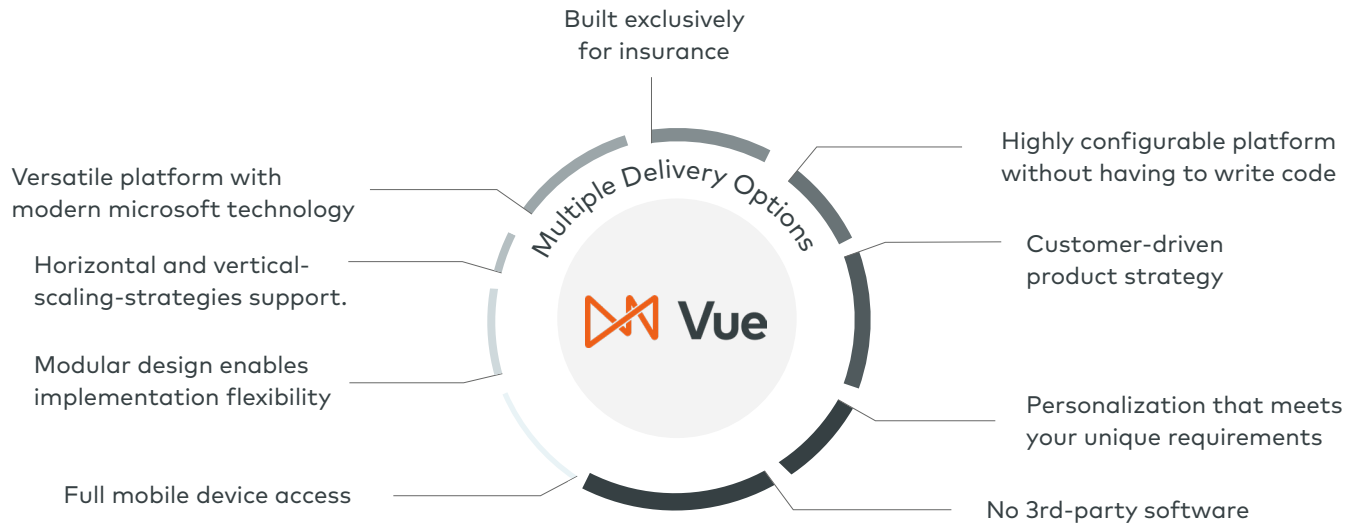 Built exclusively
for insurance
Highly configurable platform
without having to write code
Versatile platform with
modern microsoft technology
Multiple Delivery Options
Customer-driven
product strategy
Horizontal and vertical-
scaling-strategies support.
Vue
Modular design enables
implementation flexibility
Personalization that meets
your unique requirements
Full mobile device access
No 3rd-party software